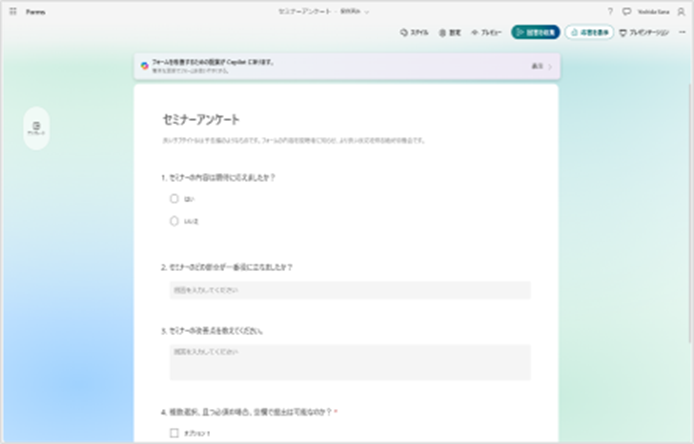 Forms
セミナーアンケート - 保存済み
? Yoshida Sana
スタイル 設定 プレビュー 回答を収集 応答を表示 プレゼンテーション
フォームを改善するための提案が Copilot にあります。
表示
セミナーアンケート
1. セミナーの内容は期待に応えましたか?
はい
いいえ
2. セミナーのどの部分が一番役に立ちましたか?
回答を入力してください
3. セミナーの改善点を教えてください。
回答を入力してください
4. 複数選択、且つ必須の場合、空欄で提出は可能なのか? *
オプション 1